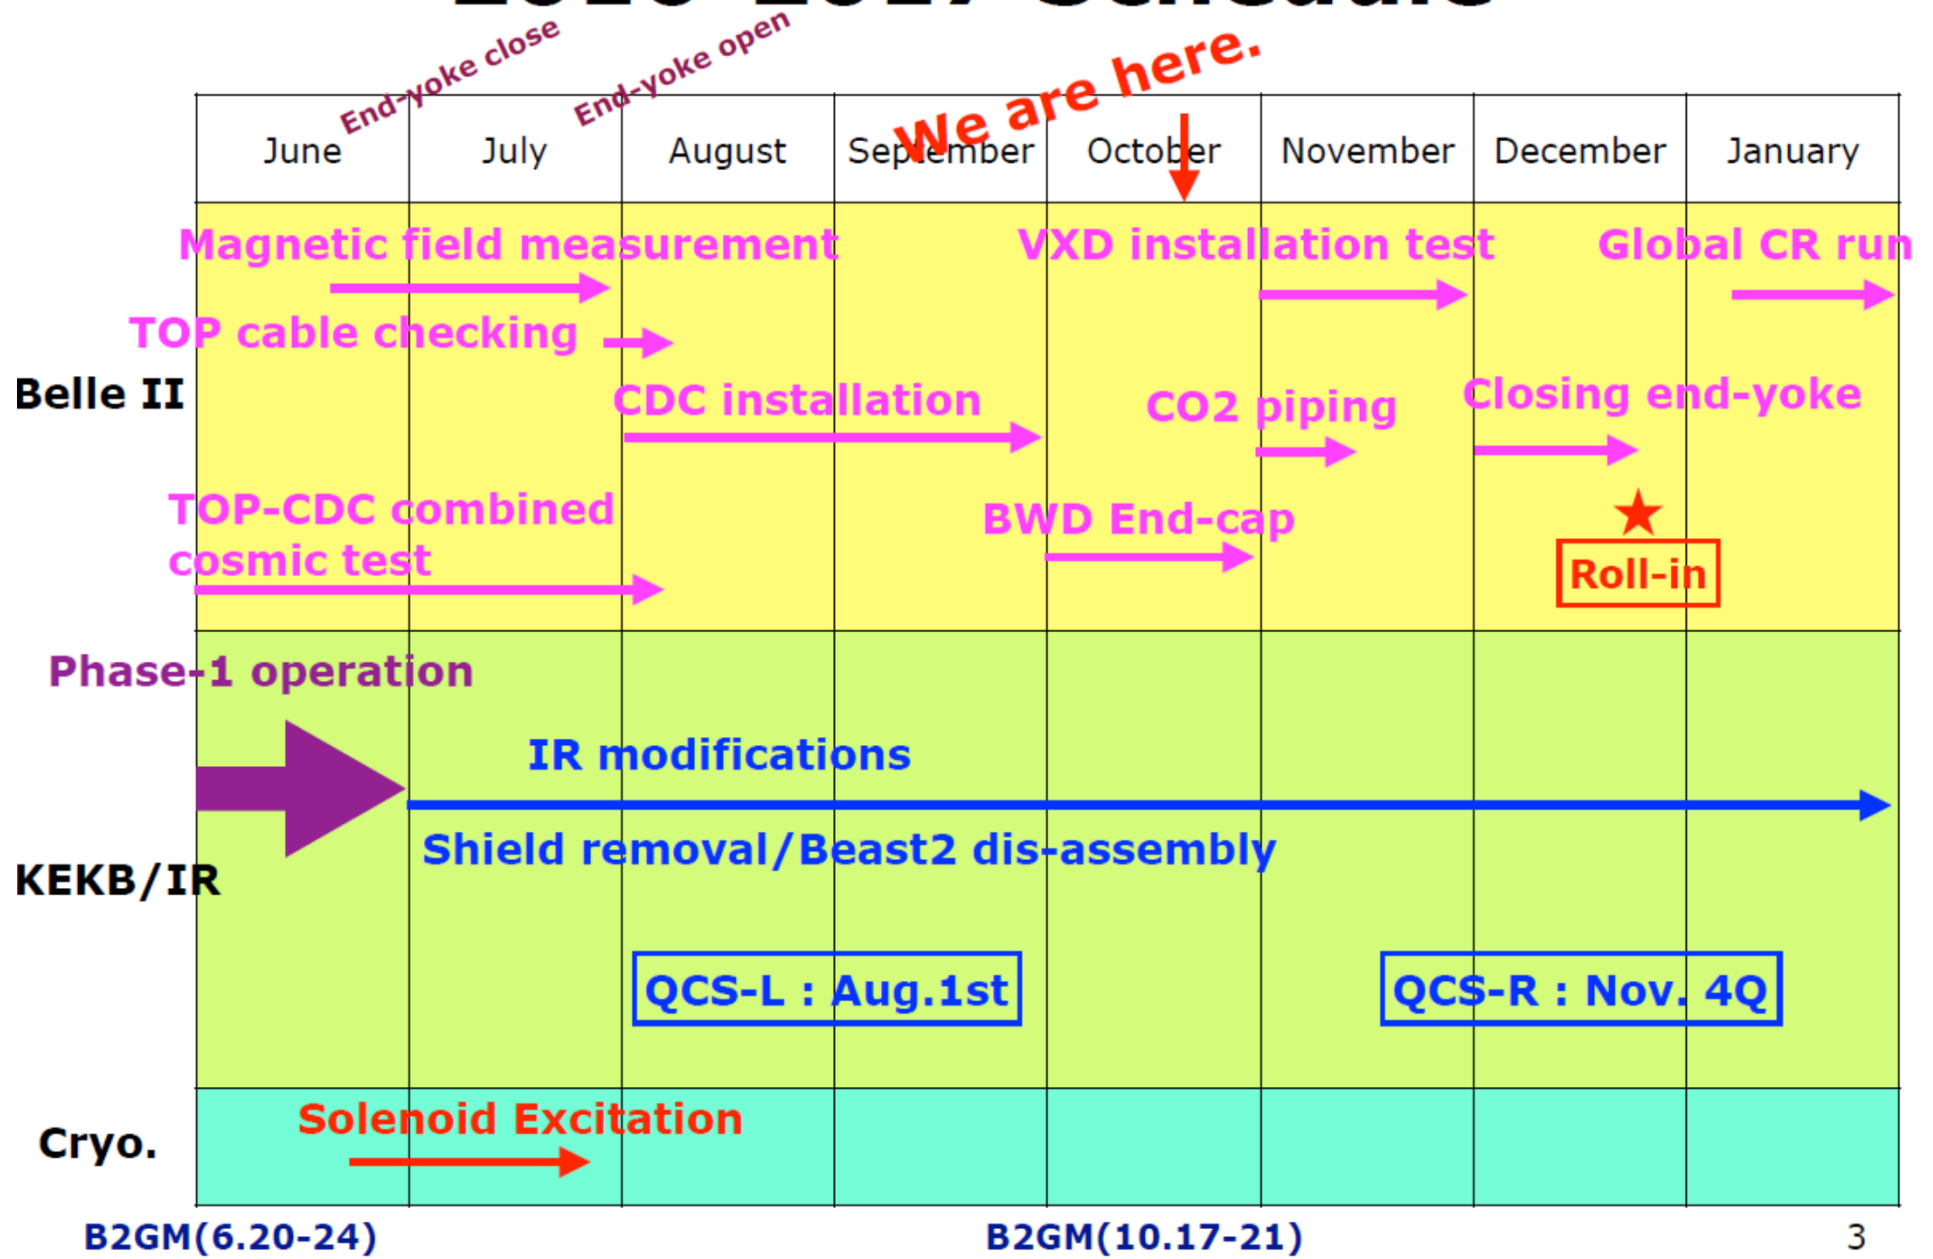 2016-2017 Schedule
End-yoke close
End-yoke open
We are here.
June July August September October November December January
Magnetic field measurement
VXD installation test
Global CR run
TOP cable checking
Belle II
CDC installation
CO2 piping
Closing end-yoke
TOP-CDC combined
cosmic test
BWD End-cap
Roll-in
Phase-1 operation
IR modifications
Shield removal/Beast2 dis-assembly
KEKB/IR
QCS-L : Aug.1st
QCS-R : Nov. 4Q
Solenoid Excitation
Cryo.
B2GM(6.20-24)
B2GM(10.17-21)
3